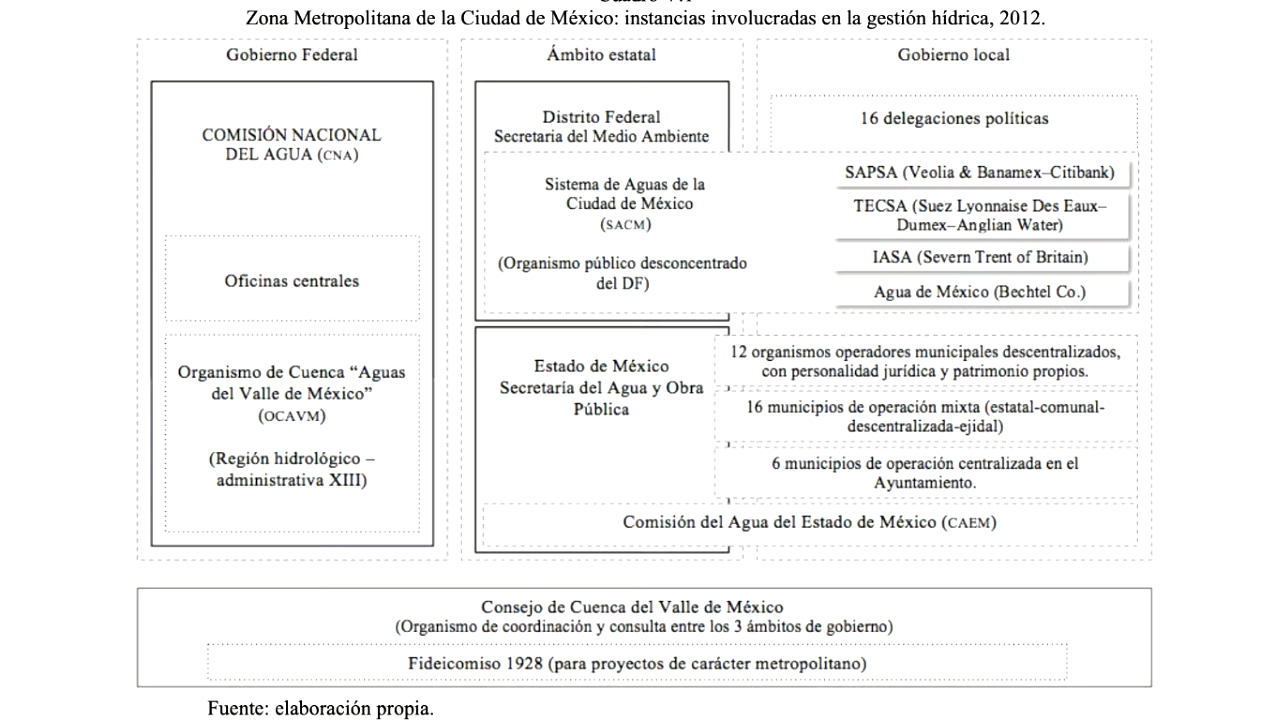 Zona Metropolitana de la Ciudad de México: instancias involucradas en la gestión hídrica, 2012.
Gobierno Federal
COMISIÓN NACIONAL
DEL AGUA (CNA)
Oficinas centrales
Organismo de Cuenca “Aguas
del Valle de México”
(OCAVM)
(Región hidrológico –
administrativa XIII)
Ámbito estatal
Distrito Federal
Secretaria del Medio Ambiente
Sistema de Aguas de la
Ciudad de México
(SACM)
(Organismo público desconcentrado
del DF)
Estado de México
Secretaría del Agua y Obra
Pública
Gobierno local
16 delegaciones políticas
SAPSA (Veolia & Banamex–Citibank)
TECSA (Suez Lyonnaise Des Eaux–
Dumex–Anglian Water)
IASA (Severn Trent of Britain)
Agua de México (Bechtel Co.)
12 organismos operadores municipales descentralizados,
con personalidad jurídica y patrimonio propios.
16 municipios de operación mixta (estatal-comunal-
descentralizada-ejidal)
6 municipios de operación centralizada en el
Ayuntamiento.
Comisión del Agua del Estado de México (CAEM)
Consejo de Cuenca del Valle de México
(Organismo de coordinación y consulta entre los 3 ámbitos de gobierno)
Fideicomiso 1928 (para proyectos de carácter metropolitano)
Fuente: elaboración propia.